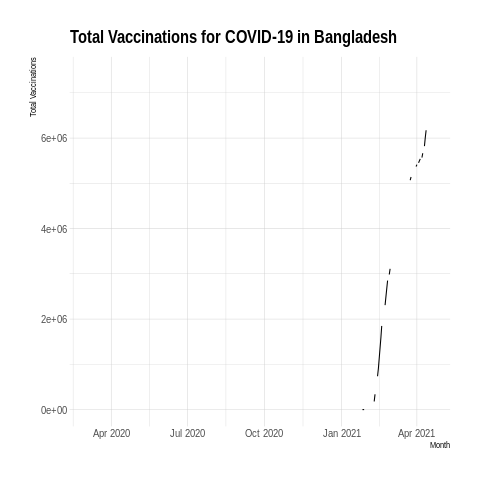 Total Vaccinations for COVID-19 in Bangladesh
Total Vaccinations
6e+06
4e+06
2e+06
0e+00
Apr 2020 Jul 2020 Oct 2020 Jan 2021 Apr 2021
Month